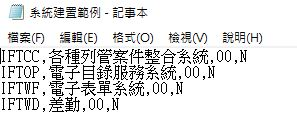 系統建置範例 - 記事本
檔案(F) 編輯(E) 格式(O) 檢視(V) 說明
IFTCC,各種列管案件整合系統,00,N
IFTOP,電子目錄服務系統,00,N
IFTWF,電子表單系統,00,N
IFTWD,差勤,00,N